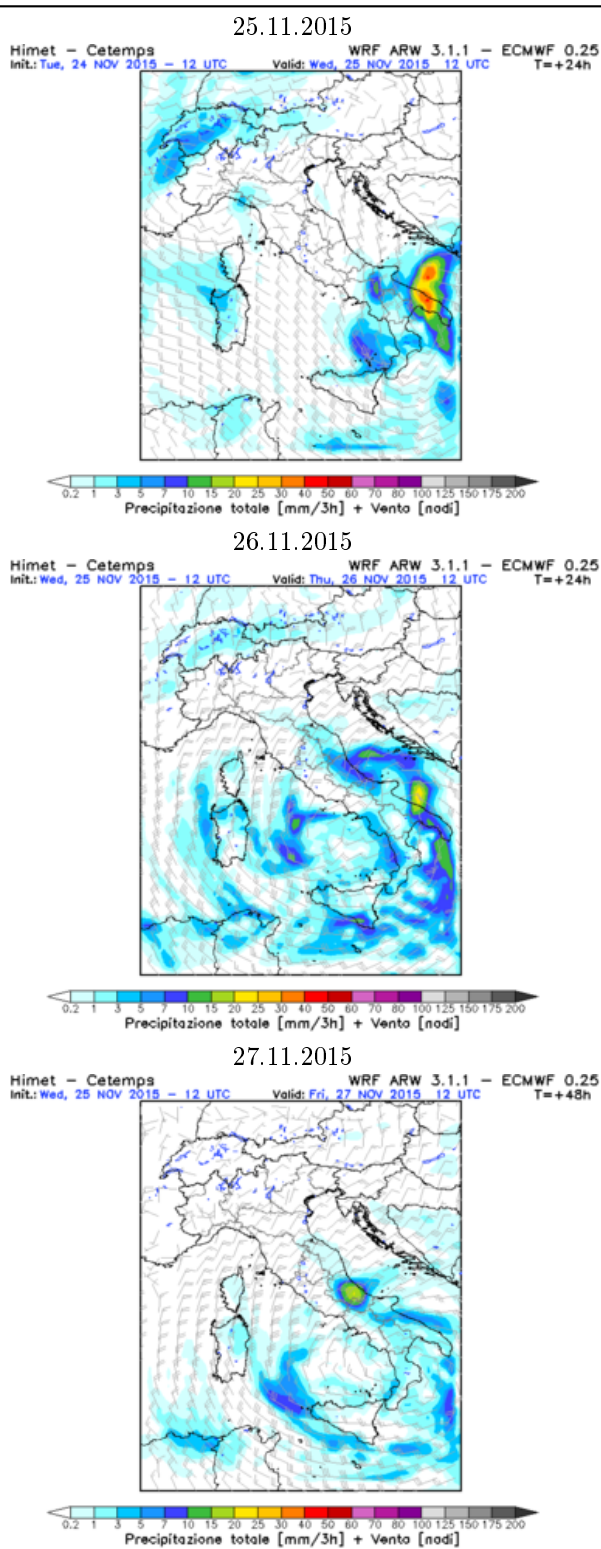 25.11.2015
Himet – Cetemps WRF ARW 3.1.1 – ECMWF 0.25
Init.: Tue, 24 NOV 2015 – 12 UTC Valid: Wed, 25 NOV 2015 12 UTC T=+24h
0.2 1 3 5 7 10 15 20 25 30 40 50 60 70 80 100 125 150 175 200
Precipitazione totale [mm/3h] + Vento [nodi]
26.11.2015
Himet – Cetemps WRF ARW 3.1.1 – ECMWF 0.25
Init.: Wed, 25 NOV 2015 – 12 UTC Valid: Thu, 26 NOV 2015 12 UTC T=+24h
0.2 1 3 5 7 10 15 20 25 30 40 50 60 70 80 100 125 150 175 200
Precipitazione totale [mm/3h] + Vento [nodi]
27.11.2015
Himet – Cetemps WRF ARW 3.1.1 – ECMWF 0.25
Init.: Wed, 25 NOV 2015 – 12 UTC Valid: Fri, 27 NOV 2015 12 UTC T=+48h
0.2 1 3 5 7 10 15 20 25 30 40 50 60 70 80 100 125 150 175 200
Precipitazione totale [mm/3h] + Vento [nodi]